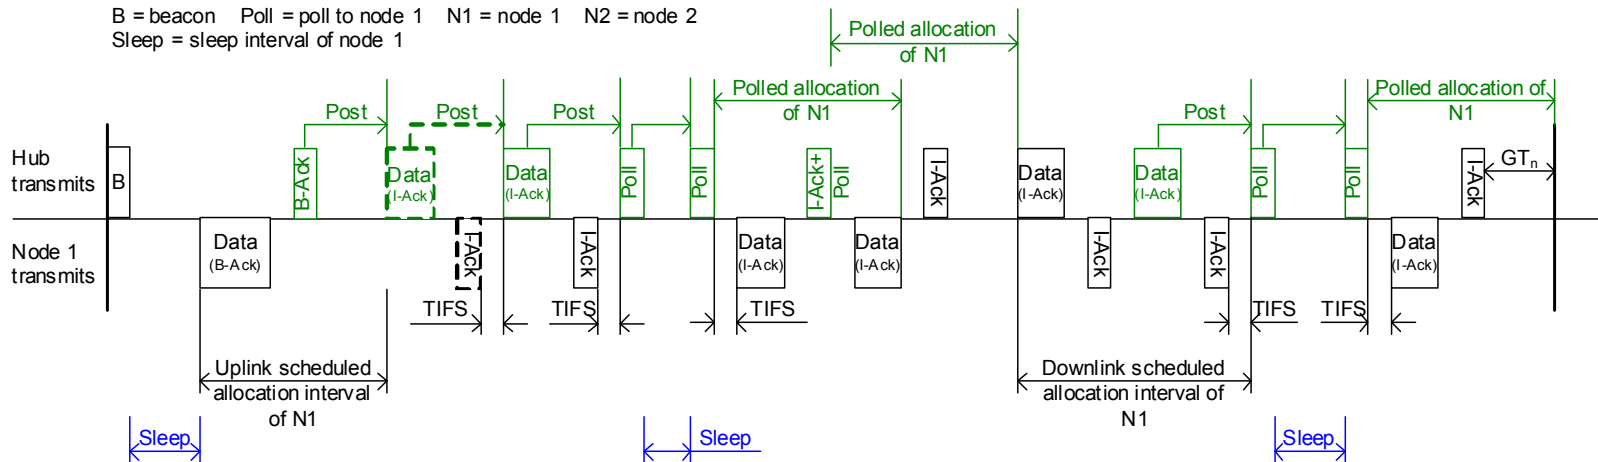 B = beacon Poll = poll to node 1 N1 = node 1 N2 = node 2
Sleep = sleep interval of node 1
Polled allocation
of N1
Polled allocation
of N1
Polled allocation of
N1
Post
Post
Post
Post
Hub
transmits
B
B-Ack
Data
(I-Ack)
Data
(I-Ack)
Poll
Poll
I-Ack+
Poll
I-Ack
Data
(I-Ack)
Data
(I-Ack)
Poll
Poll
I-Ack
GTn
Node 1
transmits
Data
(B-Ack)
I-Ack
I-Ack
Data
(I-Ack)
Data
(I-Ack)
I-Ack
I-Ack
Data
(I-Ack)
TIFS
TIFS
TIFS
TIFS
TIFS
Uplink scheduled
allocation interval
of N1
Downlink scheduled
allocation interval of
N1
Sleep
Sleep
Sleep